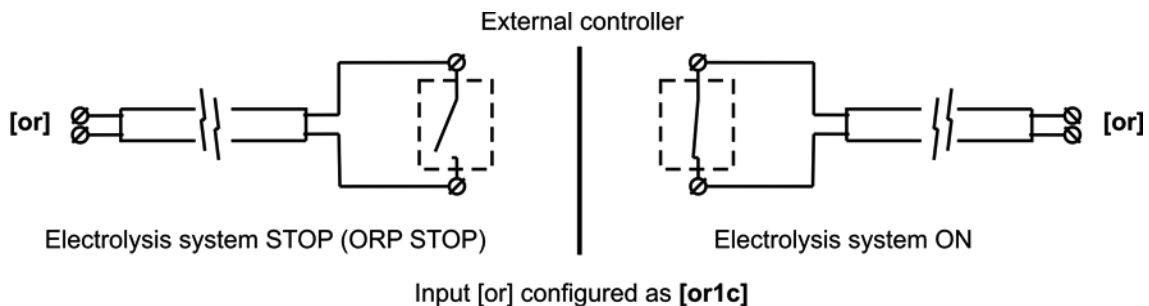 External controller
[or]
[or]
Electrolysis system STOP (ORP STOP)
Electrolysis system ON
Input [or] configured as [or1c]